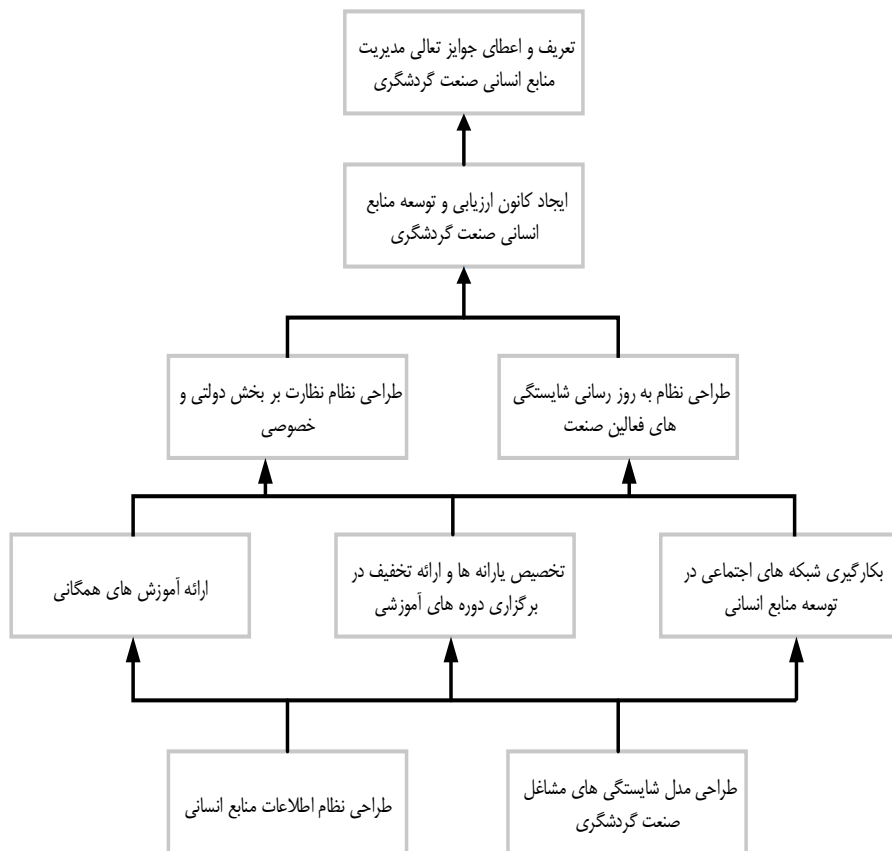 تعریف و اعطای جوایز تعالی مدیریت
منابع انسانی صنعت گردشگری
ایجاد کانون ارزیابی و توسعه منابع
انسانی صنعت گردشگری
طراحی نظام به روز رسانی شایستگی
های فعالین صنعت
طراحی نظام نظارت بر بخش دولتی و
خصوصی
بکارگیری شبکه های اجتماعی در
توسعه منابع انسانی
تخصیص یارانه ها و ارائه تخفیف در
برگزاری دوره های آموزشی
ارائه آموزش های همگانی
طراحی مدل شایستگی های مشاغل
صنعت گردشگری
طراحی نظام اطلاعات منابع انسانی